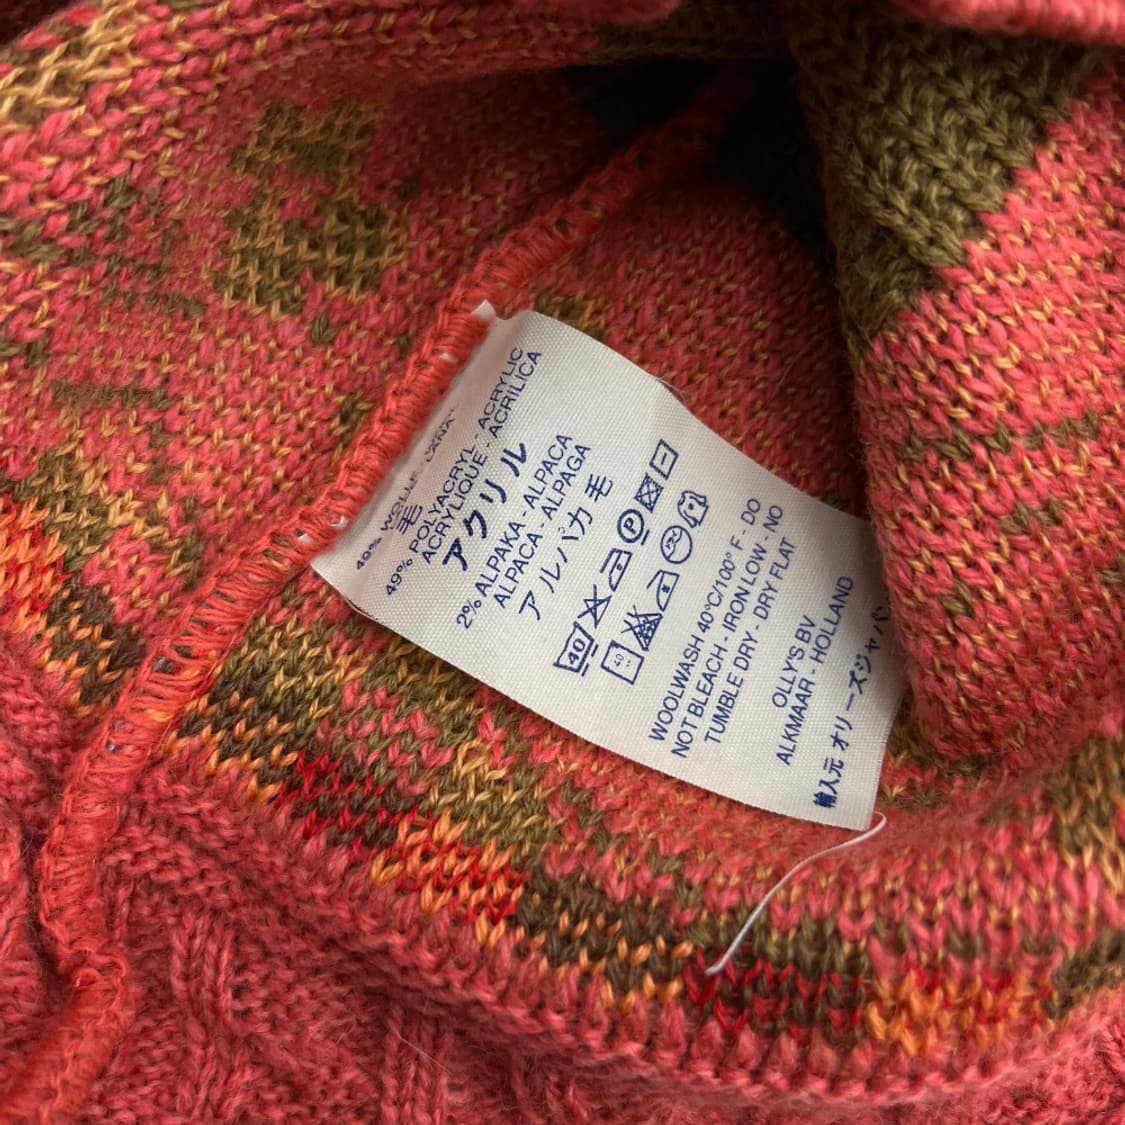 49% WOLLE
毛
49% POLYACRYL - ACRYLIC
ACRYLIQUE - ACRILICA
アクリル
2% ALPAKA - ALPACA
ALPACA - ALPAGA
アルパカ 毛
40 P
40
WOOLWASH 40°C/100° F - DO
NOT BLEACH - IRON LOW - NO
TUMBLE DRY - DRY FLAT
OLLY'S BV
ALKMAAR - HOLLAND
輸入元 オリーズジャパ